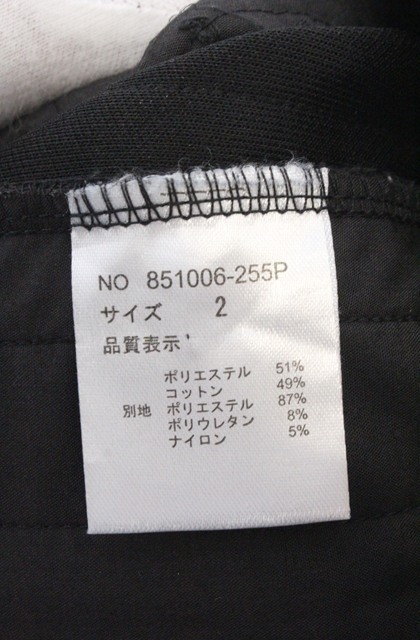 NO 851006-255P
サイズ 2
品質表示
ポリエステル 51%
コットン 49%
別地 ポリエステル 87%
ポリウレタン 8%
ナイロン 5%